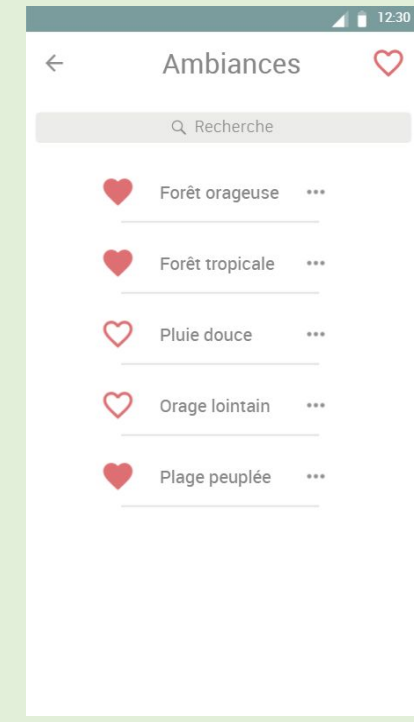 12:30
Ambiances
Recherche
Forêt orageuse
Forêt tropicale
Pluie douce
Orage lointain
Plage peuplée